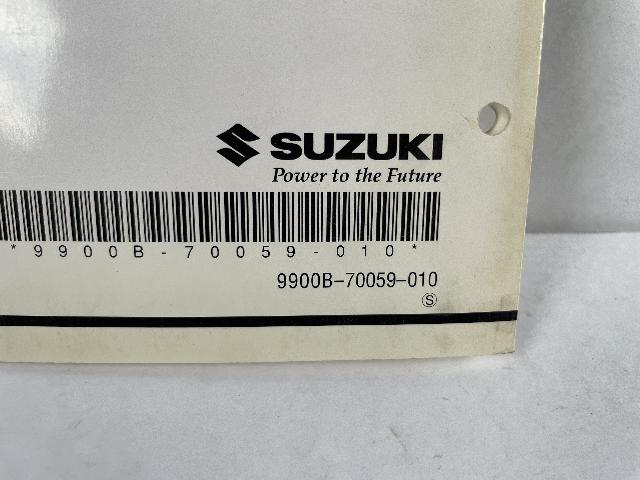 SUZUKI
Power to the Future
*9900B-70059-010*
9900B-70059-010
Ⓢ